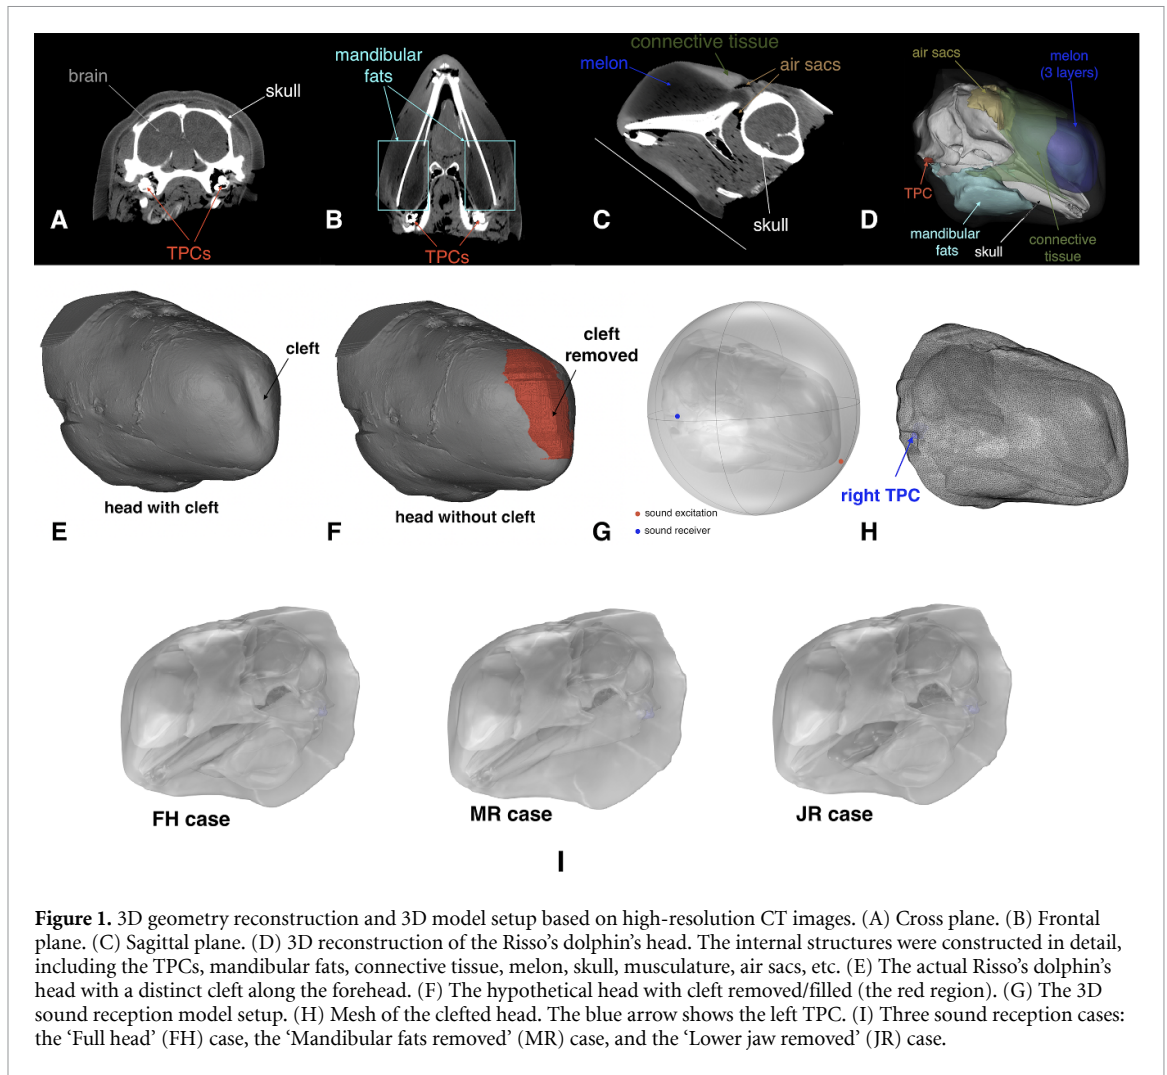 brain
skull
A
TPCs
mandibular
fats
B
TPCs
connective tissue
melon
air sacs
C
skull
air sacs
melon
(3 layers)
TPC
D
mandibular
fats
skull
connective
tissue
cleft
head with cleft
E
cleft
removed
head without cleft
F
G
sound excitation
sound receiver
right TPC
H
FH case
MR case
JR case
I
Figure 1. 3D geometry reconstruction and 3D model setup based on high-resolution CT images. (A) Cross plane. (B) Frontal
plane. (C) Sagittal plane. (D) 3D reconstruction of the Risso's dolphin's head. The internal structures were constructed in detail,
including the TPCs, mandibular fats, connective tissue, melon, skull, musculature, air sacs, etc. (E) The actual Risso's dolphin's
head with a distinct cleft along the forehead. (F) The hypothetical head with cleft removed/filled (the red region). (G) The 3D
sound reception model setup. (H) Mesh of the clefted head. The blue arrow shows the left TPC. (I) Three sound reception cases:
the 'Full head' (FH) case, the 'Mandibular fats removed' (MR) case, and the 'Lower jaw removed' (JR) case.